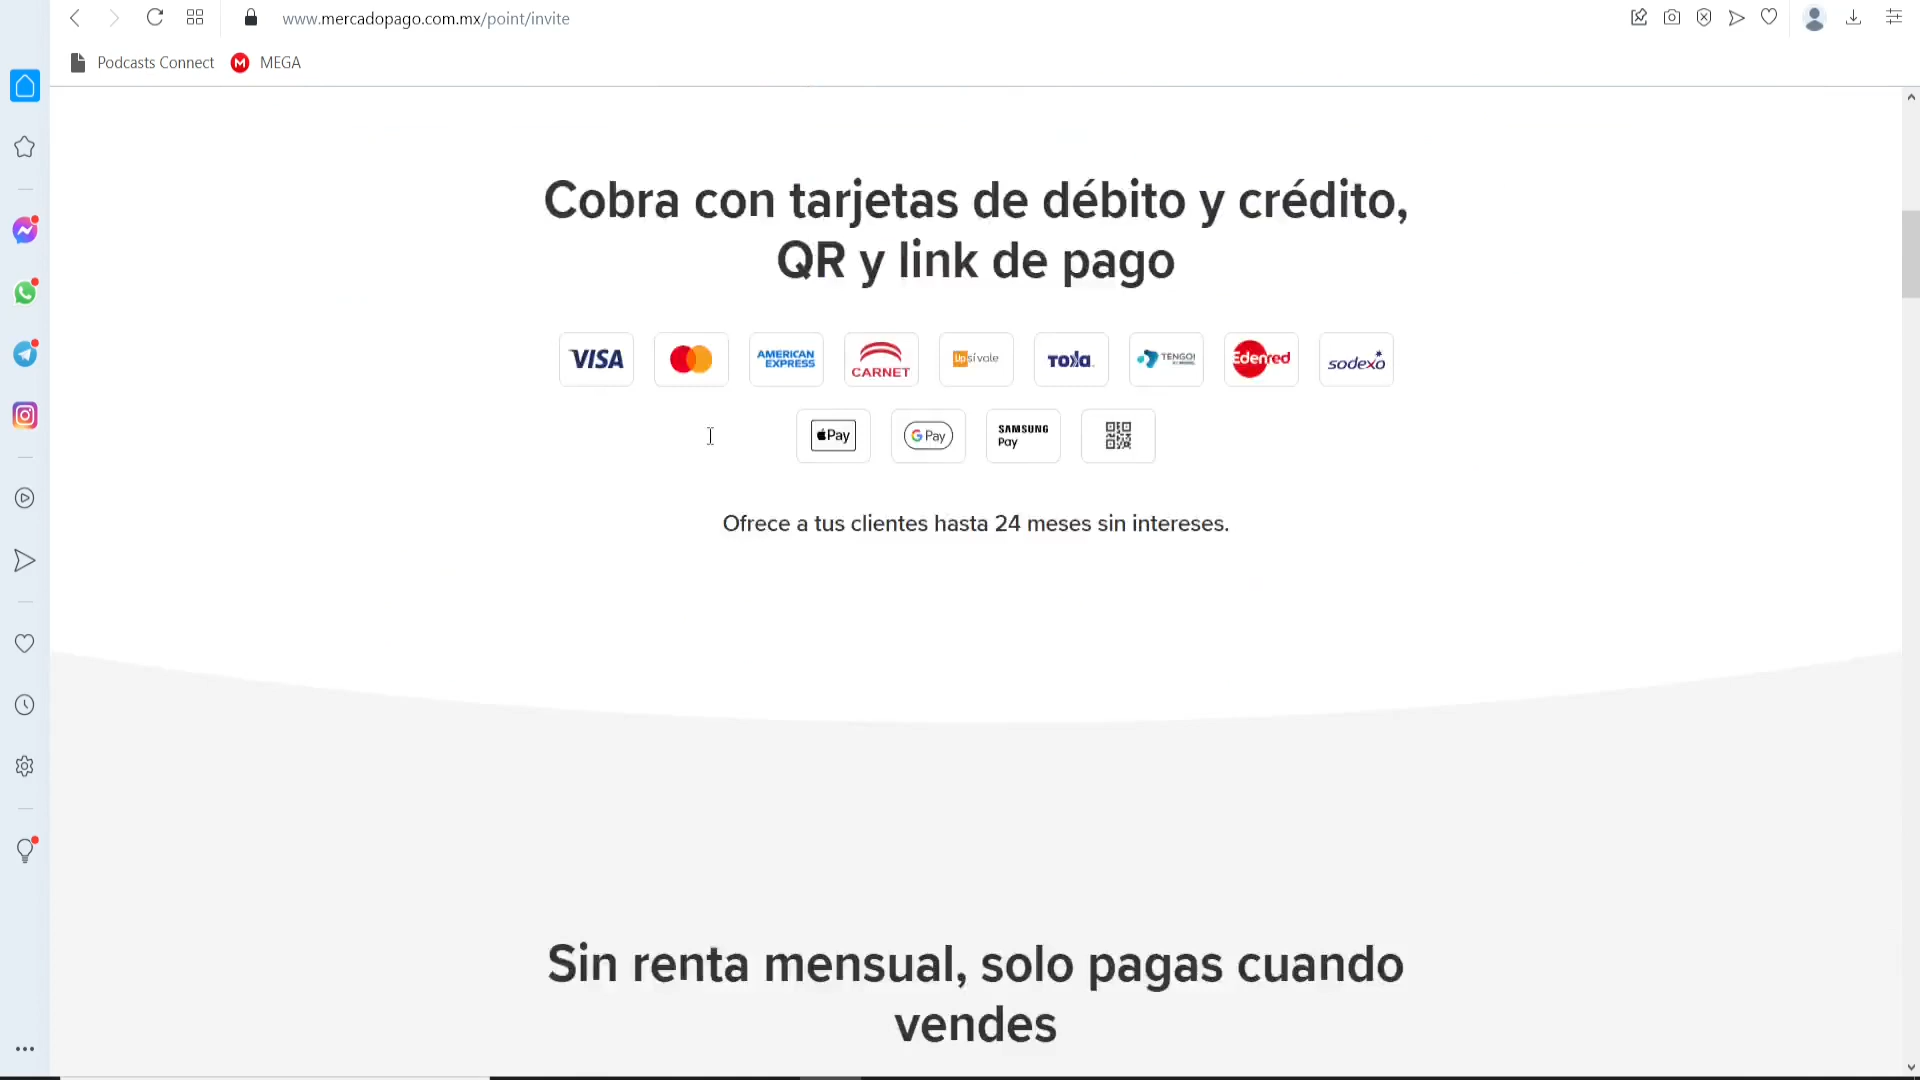 www.mercadopago.com.mx/point/invite
Podcasts Connect
M MEGA
Cobra con tarjetas de débito y crédito,
QR y link de pago
VISA
AMERICAN
EXPRESS
CARNET
Up sí vale
toka
TENGO!
Edenred
sodexo
Pay
G Pay
SAMSUNG
Pay
Ofrece a tus clientes hasta 24 meses sin intereses.
Sin renta mensual, solo pagas cuando
vendes